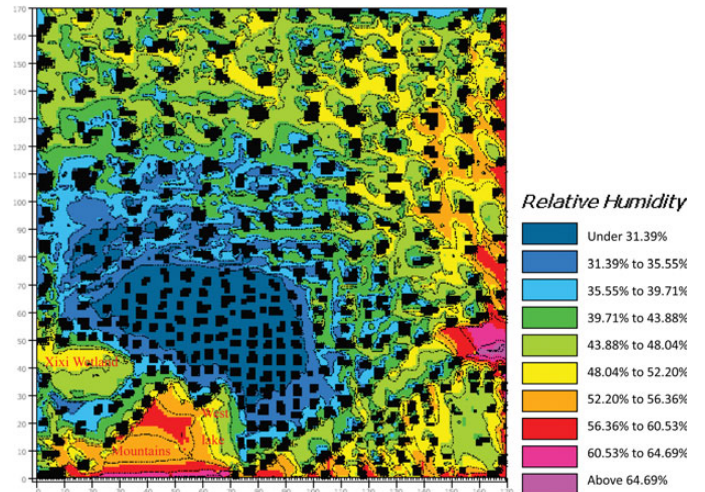 170
160
150
140
130
120
110
100
90
80
70
60
50
40
30
20
10
0
Xixi Wetland
West
lake
Mountains
Relative Humidity
Under 31.39%
31.39% to 35.55%
35.55% to 39.71%
39.71% to 43.88%
43.88% to 48.04%
48.04% to 52.20%
52.20% to 56.36%
56.36% to 60.53%
60.53% to 64.69%
Above 64.69%